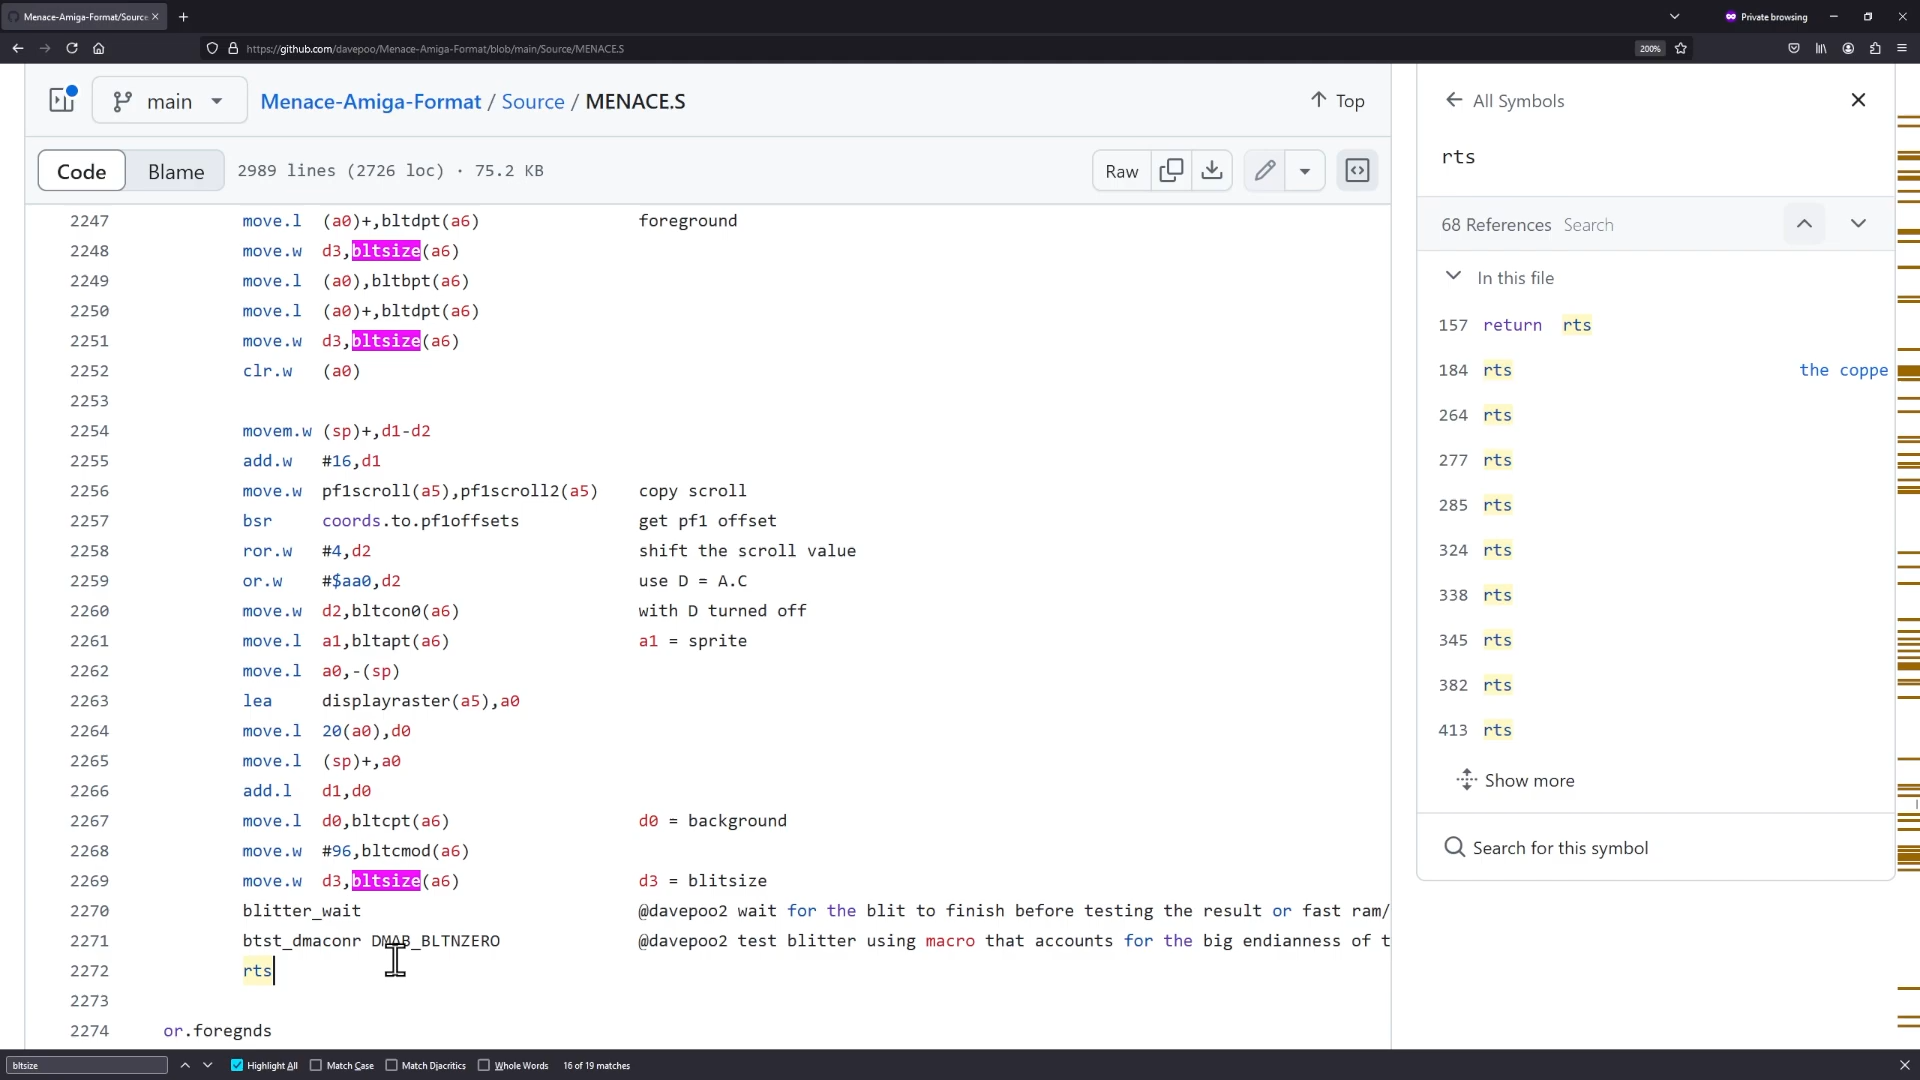 Menace-Amiga-Format/Source
Private browsing
https://github.com/davepoo/Menace-Amiga-Format/blob/main/Source/MENACE.S
200%
main
Menace-Amiga-Format / Source / MENACE.S
Top
All Symbols
rts
Code
Blame
2989 lines (2726 loc) · 75.2 KB
Raw
68 References
Search
In this file
157 return rts
184 rts the coppe
264 rts
277 rts
285 rts
324 rts
338 rts
345 rts
382 rts
413 rts
Show more
Search for this symbol
2247 move.l (a0)+,bltdpt(a6) foreground
2248 move.w d3,bltsize(a6)
2249 move.l (a0),bltbpt(a6)
2250 move.l (a0)+,bltdpt(a6)
2251 move.w d3,bltsize(a6)
2252 clr.w (a0)
2253
2254 movem.w (sp)+,d1-d2
2255 add.w #16,d1
2256 move.w pf1scroll(a5),pf1scroll2(a5) copy scroll
2257 bsr coords.to.pf1offsets get pf1 offset
2258 ror.w #4,d2 shift the scroll value
2259 or.w #$aa0,d2 use D = A.C
2260 move.w d2,bltcon0(a6) with D turned off
2261 move.l a1,bltapt(a6) a1 = sprite
2262 move.l a0,-(sp)
2263 lea displayraster(a5),a0
2264 move.l 20(a0),d0
2265 move.l (sp)+,a0
2266 add.l d1,d0
2267 move.l d0,bltcpt(a6) d0 = background
2268 move.w #96,bltcmod(a6)
2269 move.w d3,bltsize(a6) d3 = blitsize
2270 blitter_wait @davepoo2 wait for the blit to finish before testing the result or fast ram/
2271 btst_dmaconr DMAB_BLTNZERO @davepoo2 test blitter using macro that accounts for the big endianness of t
2272 rts
2273
2274 or.foregnds
bltsize
Highlight All
Match Case
Match Diacritics
Whole Words
16 of 19 matches